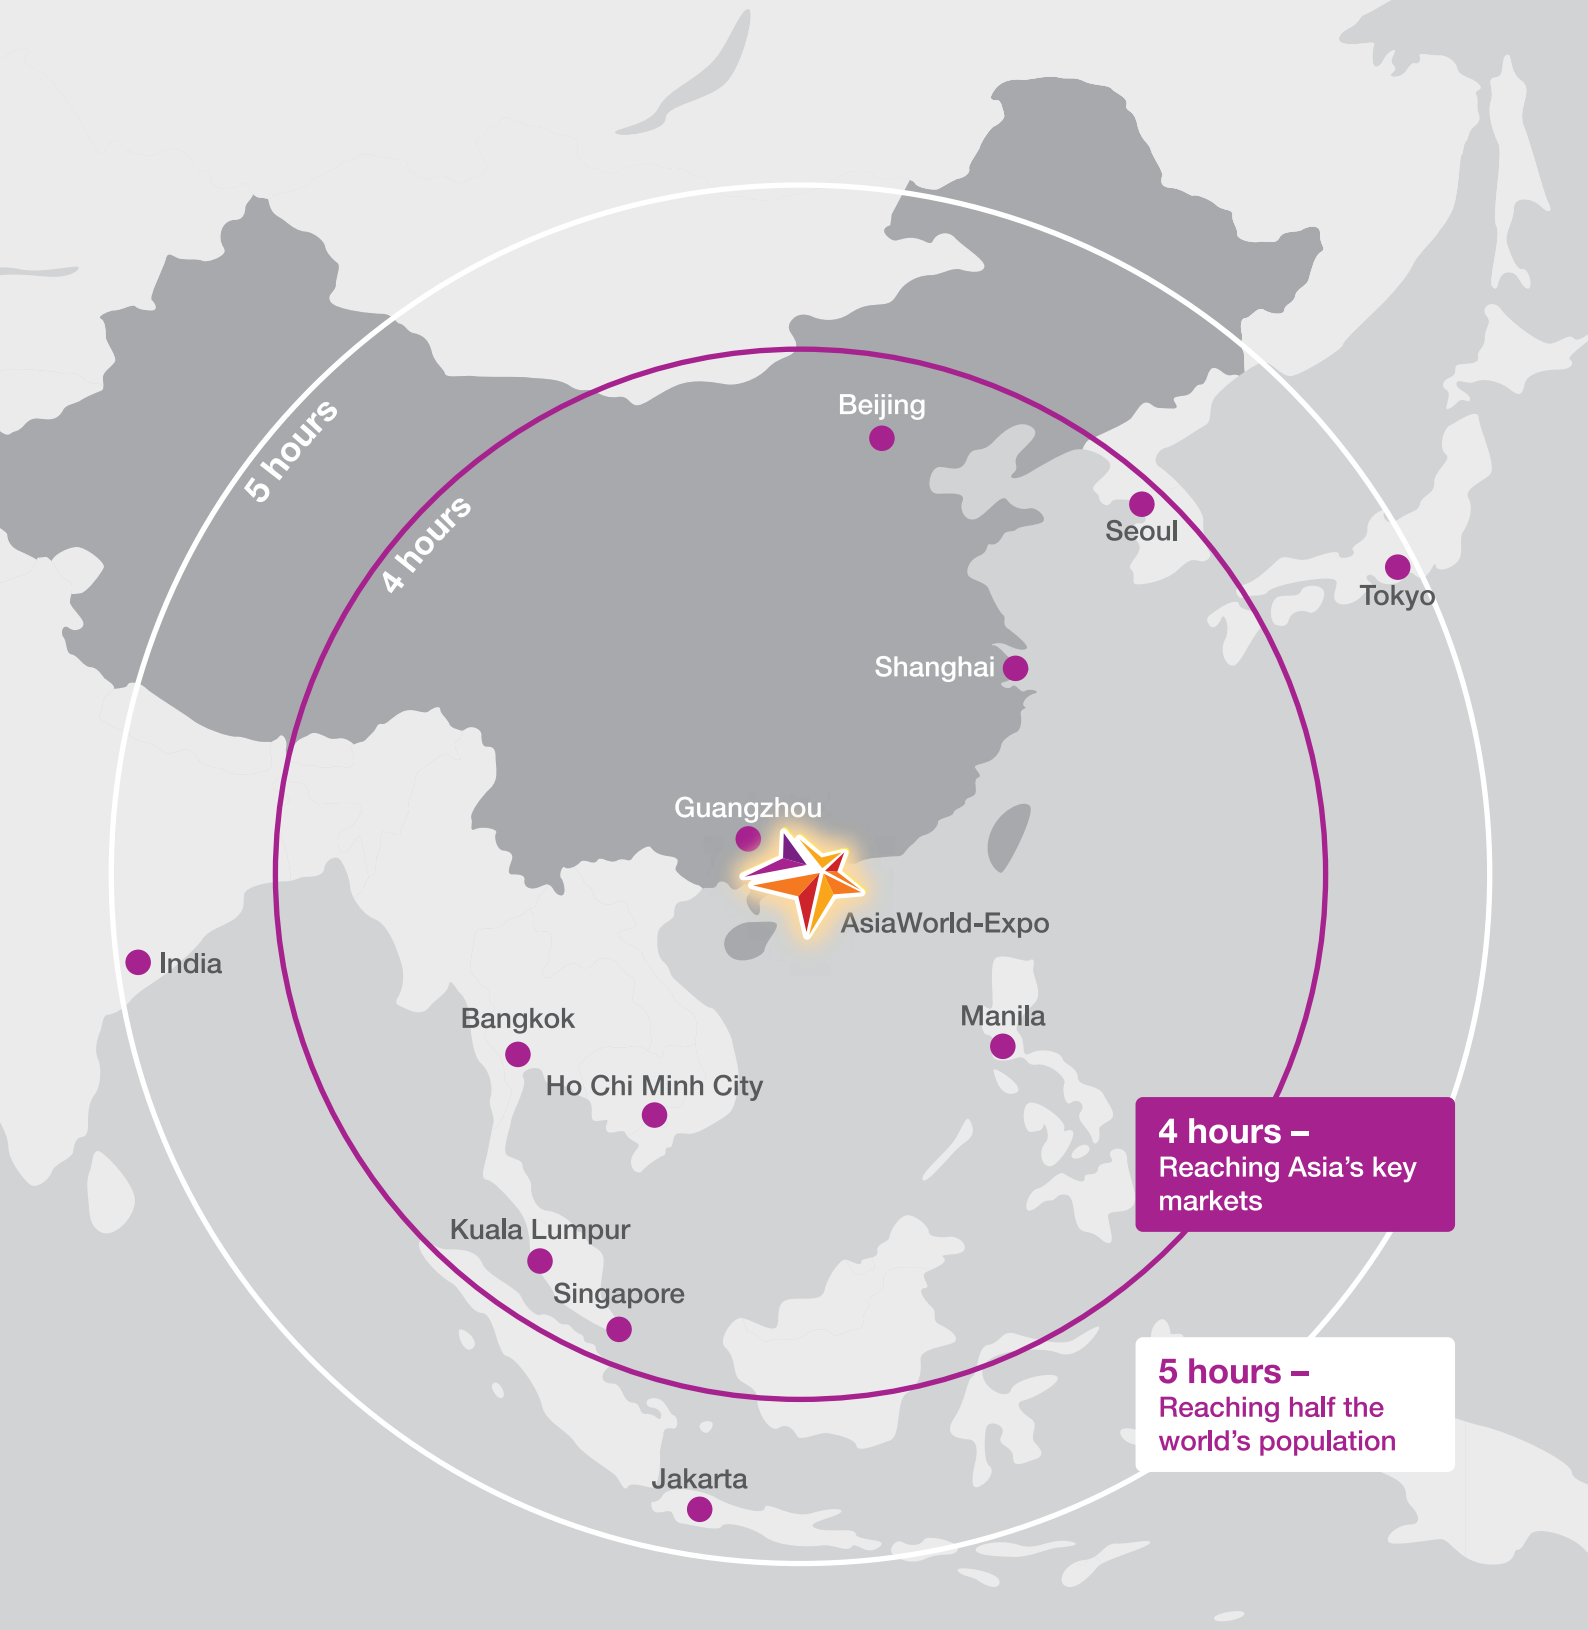 Beijing
5 hours
4 hours
Seoul
Tokyo
Shanghai
Guangzhou
AsiaWorld-Expo
India
Bangkok
Manila
Ho Chi Minh City
4 hours –
Reaching Asia’s key
markets
Kuala Lumpur
Singapore
5 hours –
Reaching half the
world’s population
Jakarta